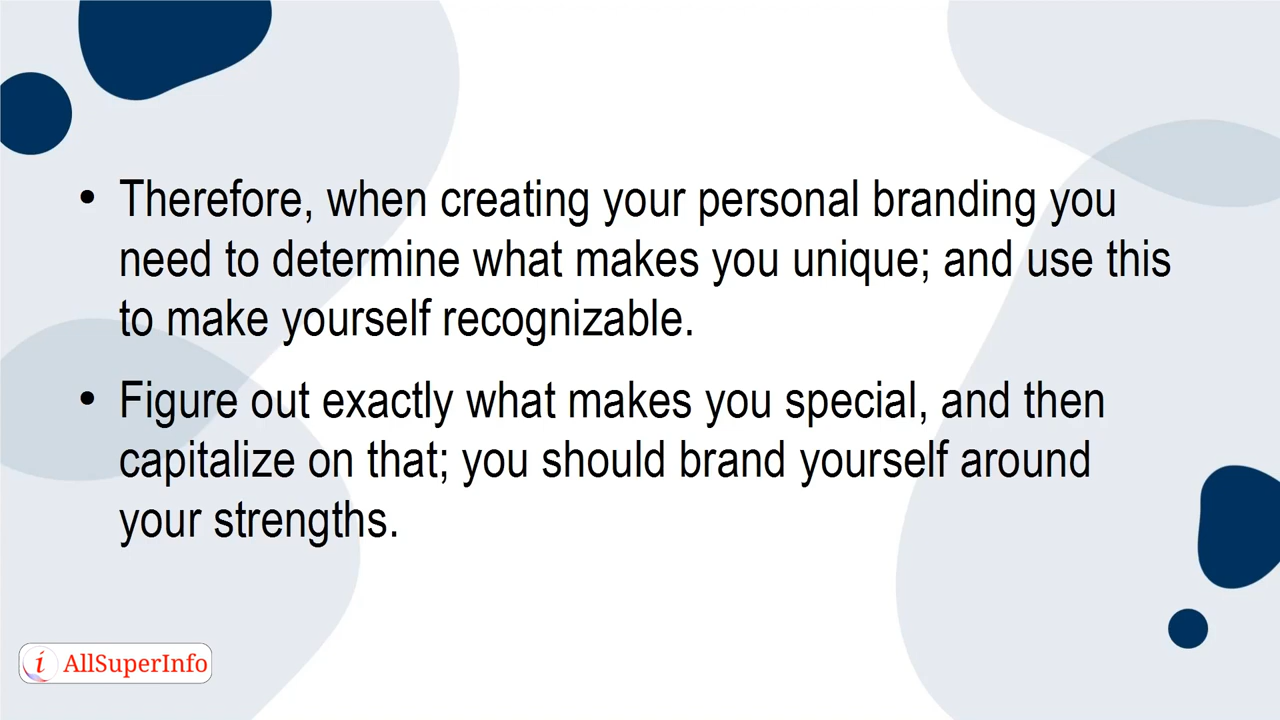 • Therefore, when creating your personal branding you
need to determine what makes you unique; and use this
to make yourself recognizable.
• Figure out exactly what makes you special, and then
capitalize on that; you should brand yourself around
your strengths.
i AllSuperInfo